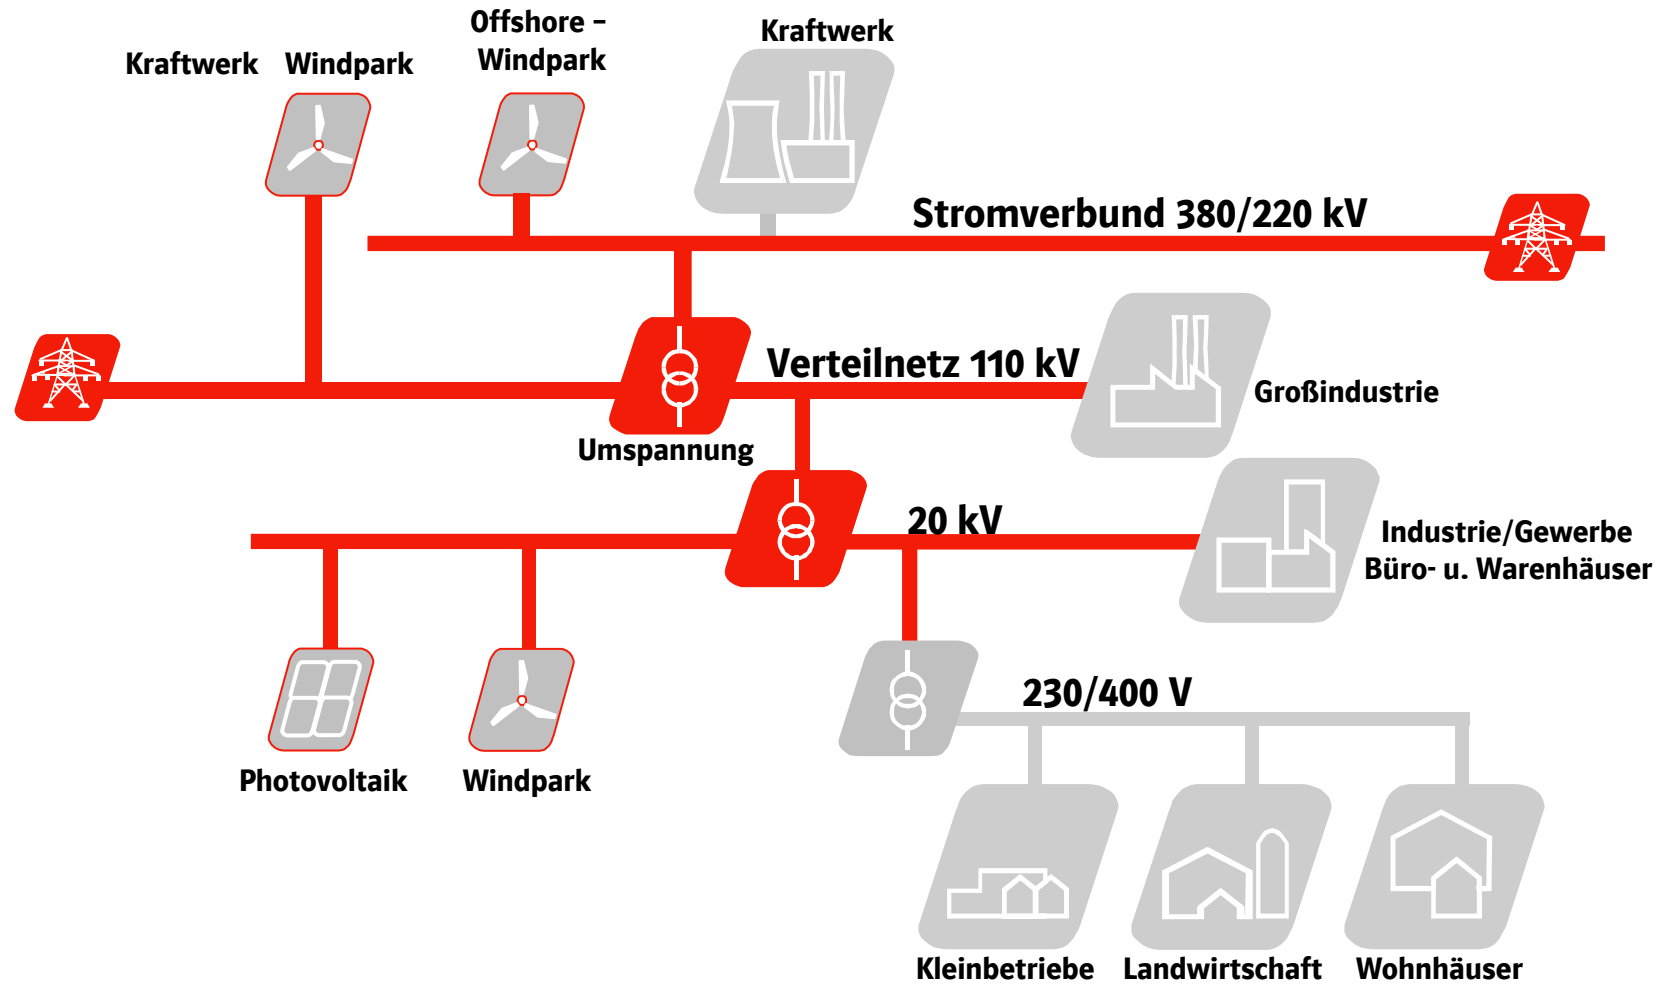 Offshore –
Windpark
Kraftwerk
Kraftwerk Windpark
Stromverbund 380/220 kV
Verteilnetz 110 kV
Großindustrie
Umspannung
20 kV
Industrie/Gewerbe
Büro- u. Warenhäuser
230/400 V
Photovoltaik
Windpark
Kleinbetriebe
Landwirtschaft
Wohnhäuser